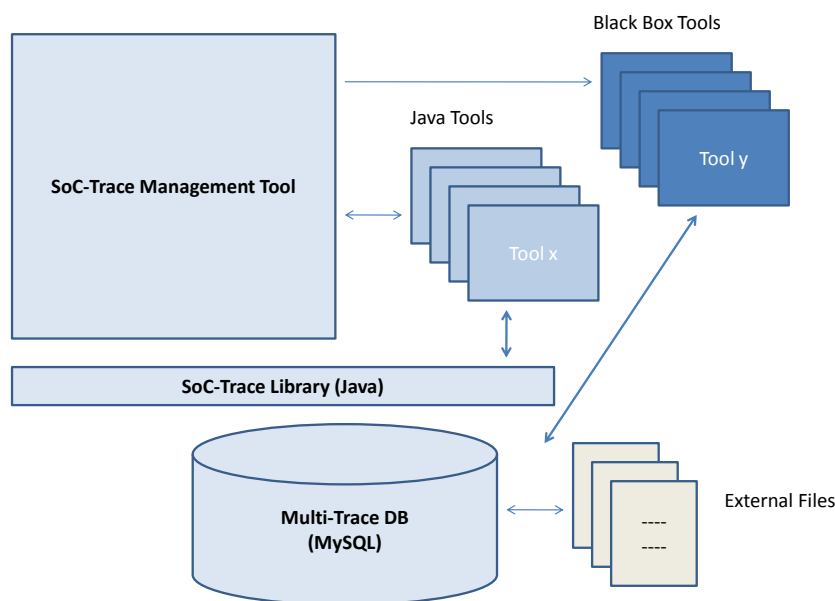 Black Box Tools
Java Tools
Tool y
SoC-Trace Management Tool
Tool x
SoC-Trace Library (Java)
Multi-Trace DB
(MySQL)
External Files
----
----